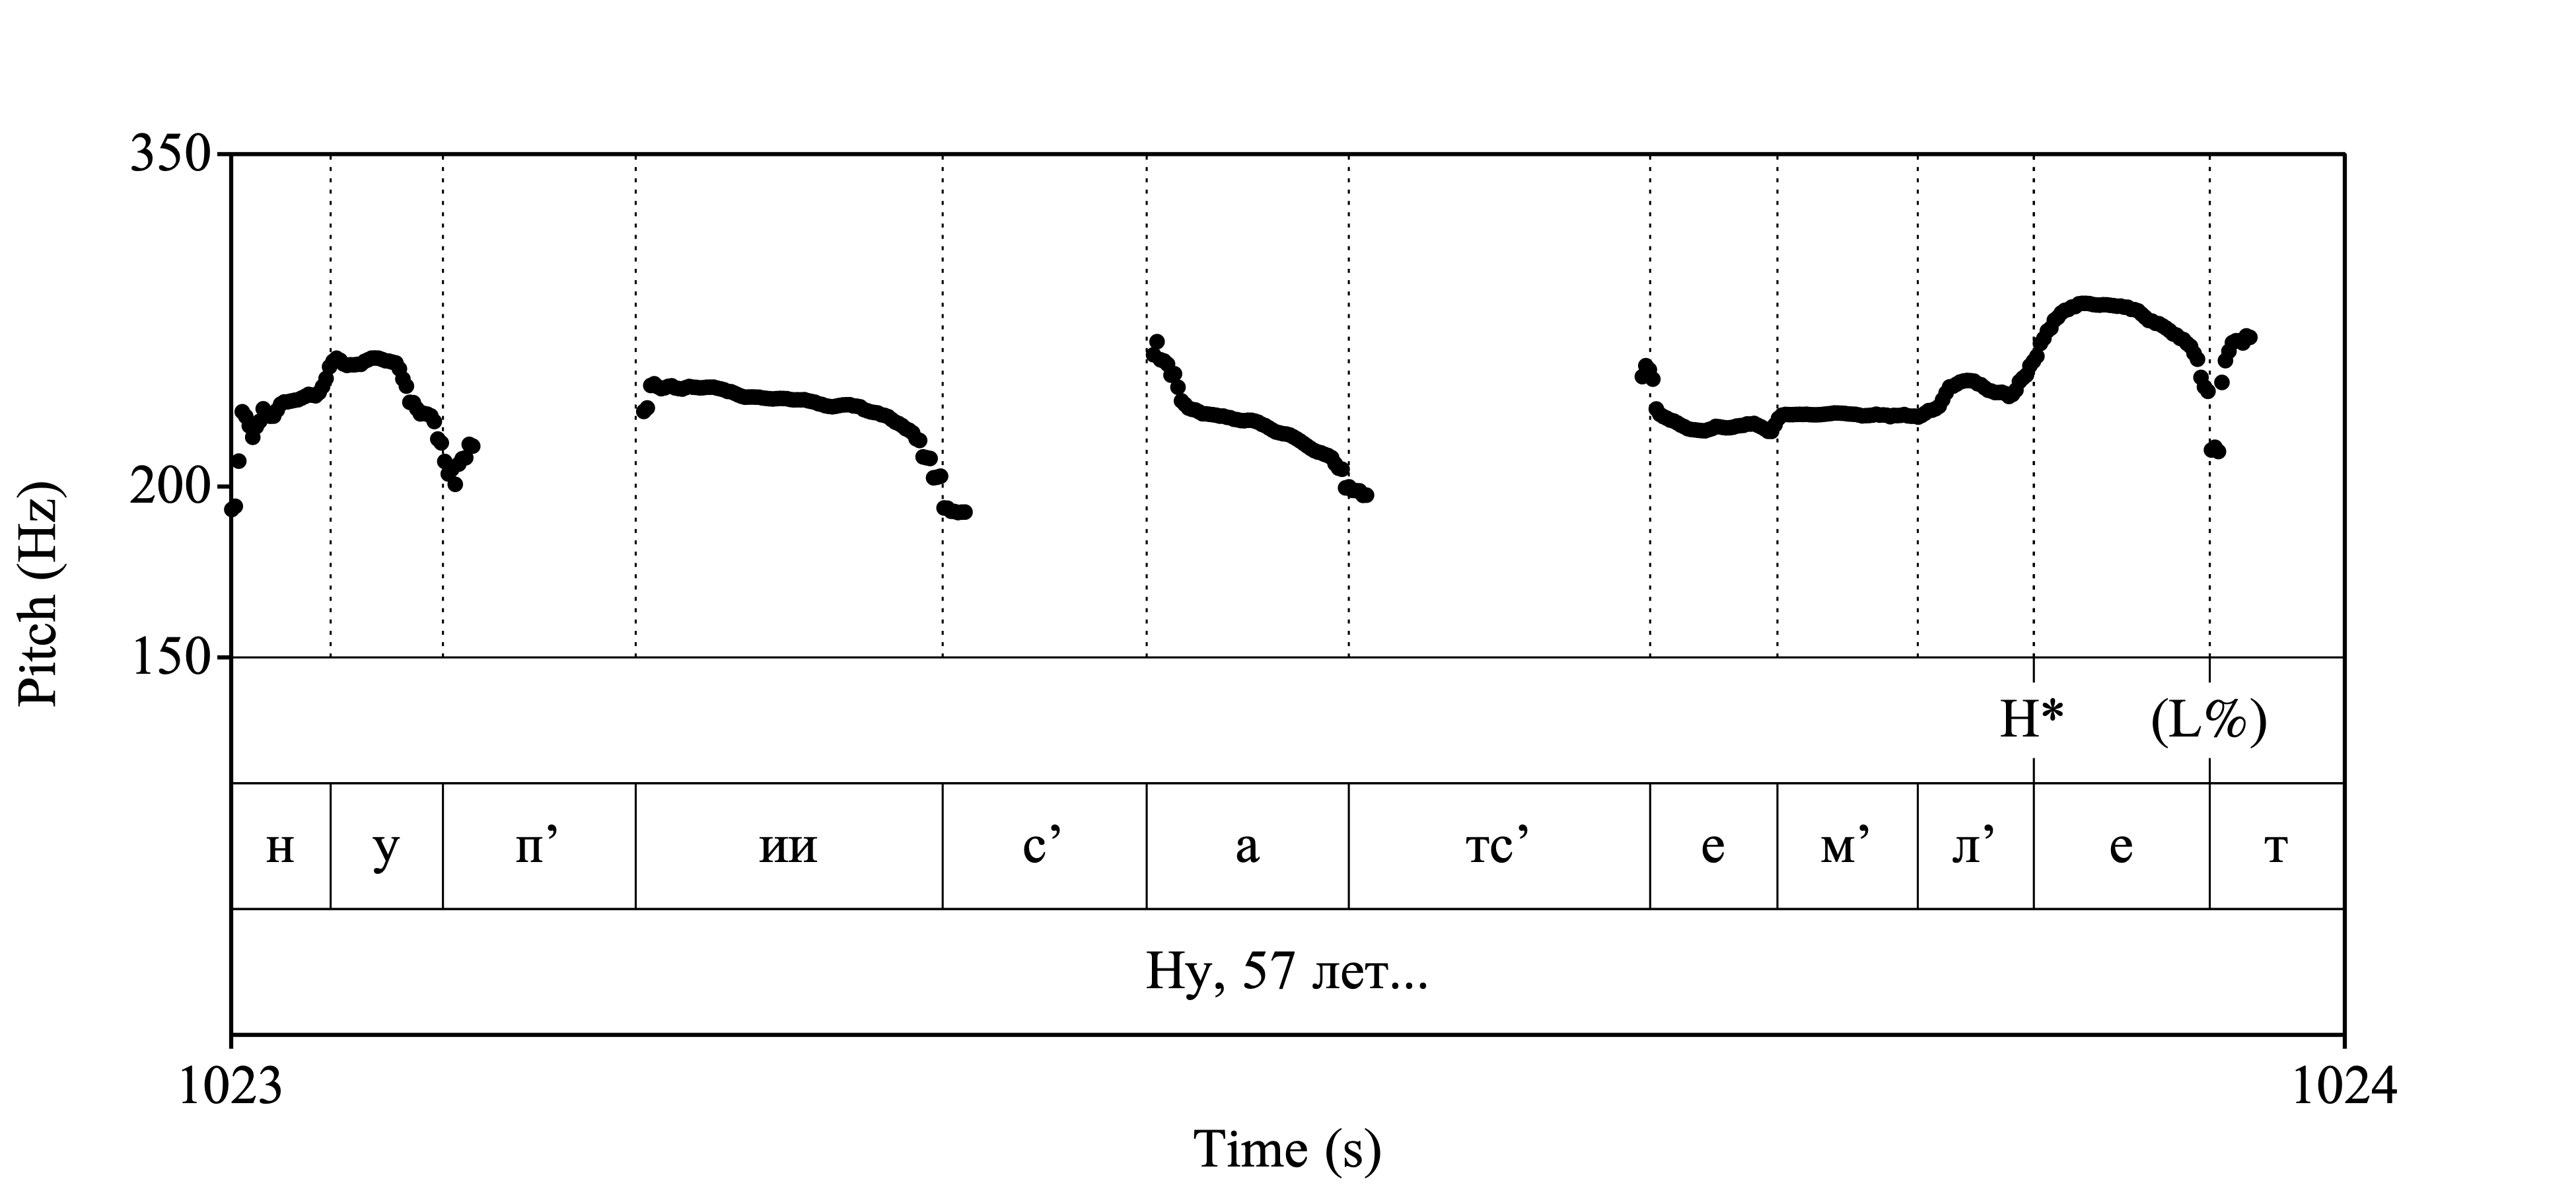 350
200
150
Pitch (Hz)
H* (L%)
н у п’ ии с’ а тс’ е м’ л’ е т
Ну, 57 лет...
1023 1024
Time (s)